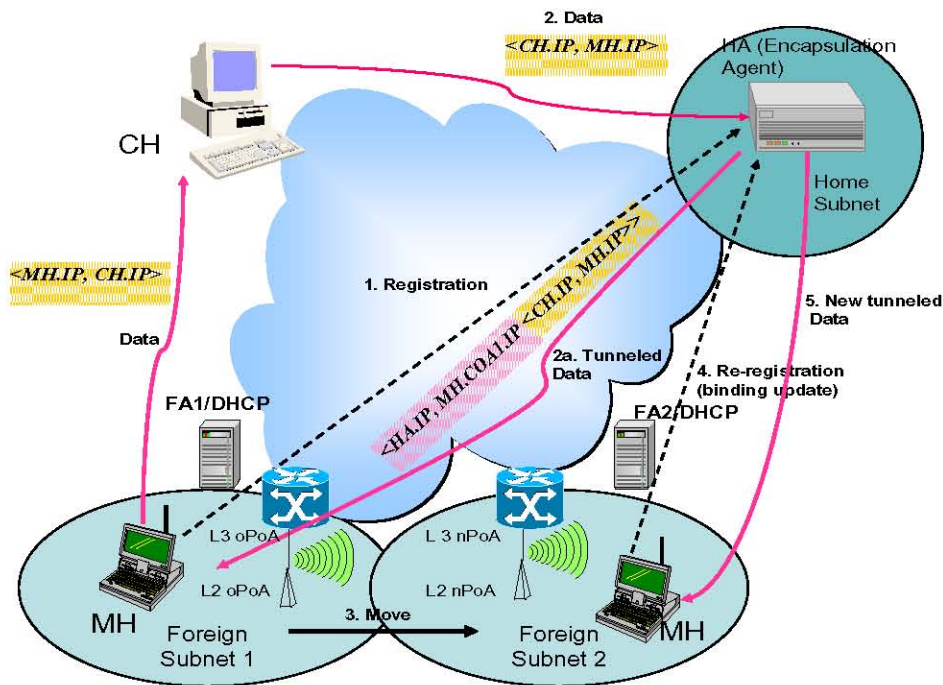 2. Data
<CH.IP, MH.IP>
HA (Encapsulation
Agent)
CH
Home
Subnet
<MH.IP, CH.IP>
1. Registration
<HA.IP, MH.COA1.IP <CH.IP, MH.IP>>
Data
5. New tunneled
Data
2a. Tunneled
Data
4. Re-registration
(binding update)
FA1/DHCP
FA2/DHCP
L3 oPoA
L 3 nPoA
L2 oPoA
L2 nPoA
MH
3. Move
MH
Foreign
Subnet 1
Foreign
Subnet 2